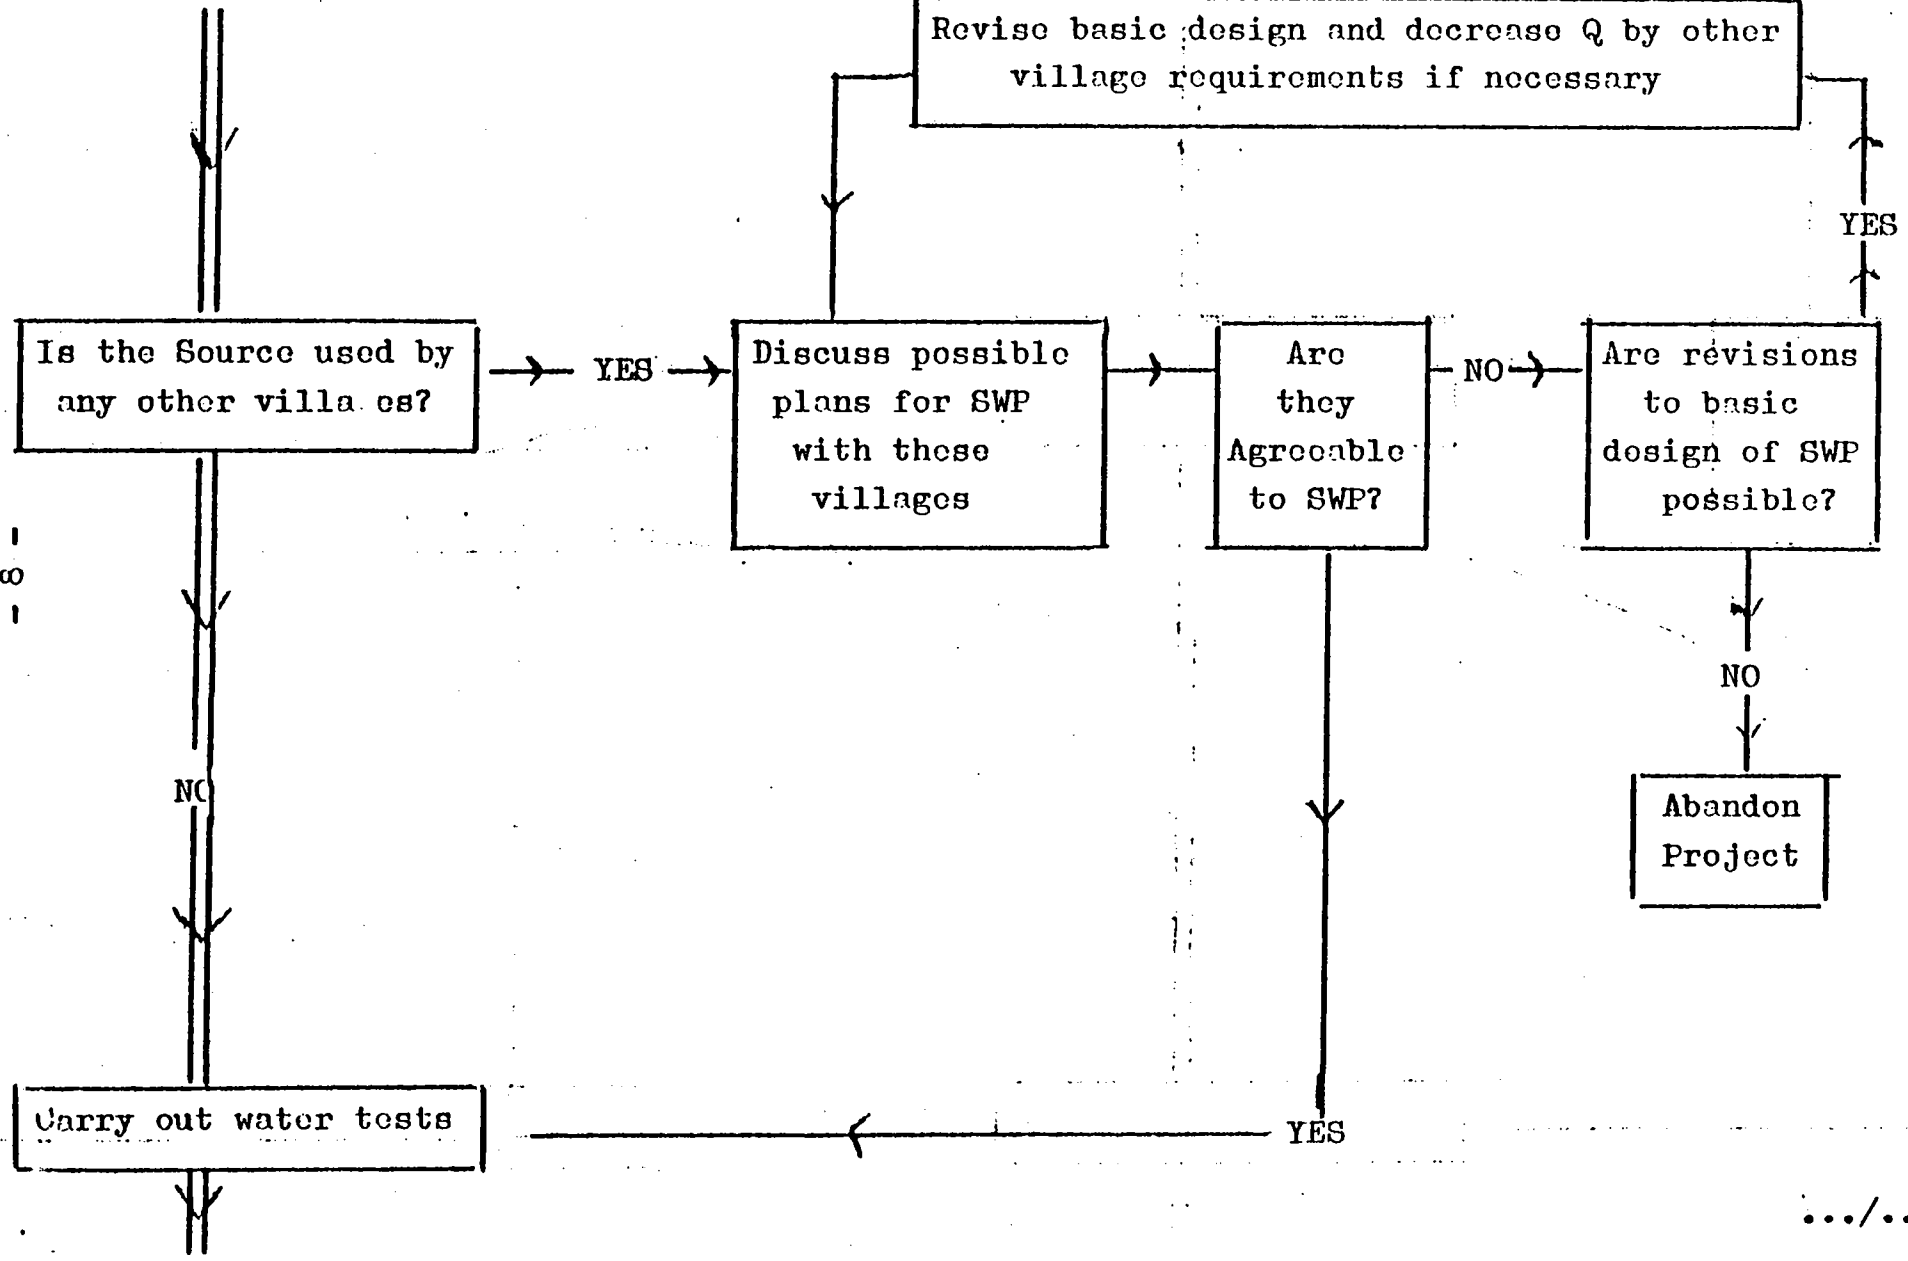 Revise basic design and decrease Q by other
village requirements if necessary
YES
Is the Source used by
any other villa es?
YES
Discuss possible
plans for SWP
with these
villages
Are
they
Agreeable
to SWP?
NO
Are revisions
to basic
design of SWP
possible?
- 8 -
NO
NO
Abandon
Project
Carry out water tests
YES
.../..